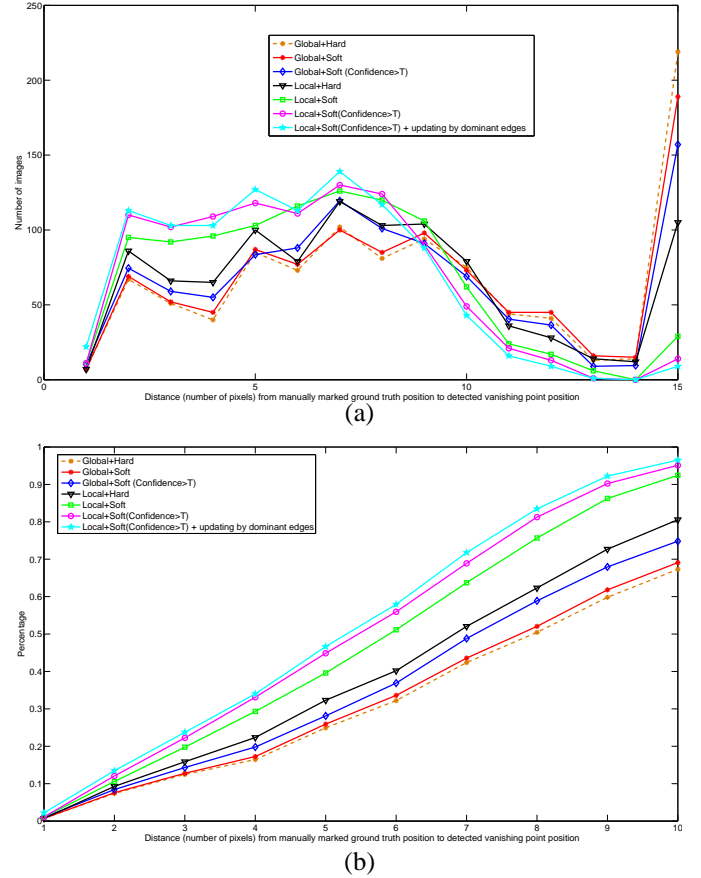 250
200
150
100
50
0
Number of images
Global+Hard
Global+Soft
Global+Soft (Confidence>T)
Local+Hard
Local+Soft
Local+Soft(Confidence>T)
Local+Soft(Confidence>T) + updating by dominant edges
0 5 10 15
Distance (number of pixels) from manually marked ground truth position to detected vanishing point position
(a)
1
0.9
0.8
0.7
0.6
0.5
0.4
0.3
0.2
0.1
0
Percentage
Global+Hard
Global+Soft
Global+Soft (Confidence>T)
Local+Hard
Local+Soft
Local+Soft(Confidence>T)
Local+Soft(Confidence>T) + updating by dominant edges
1 2 3 4 5 6 7 8 9 10
Distance (number of pixels) from manually marked ground truth position to detected vanishing point position
(b)